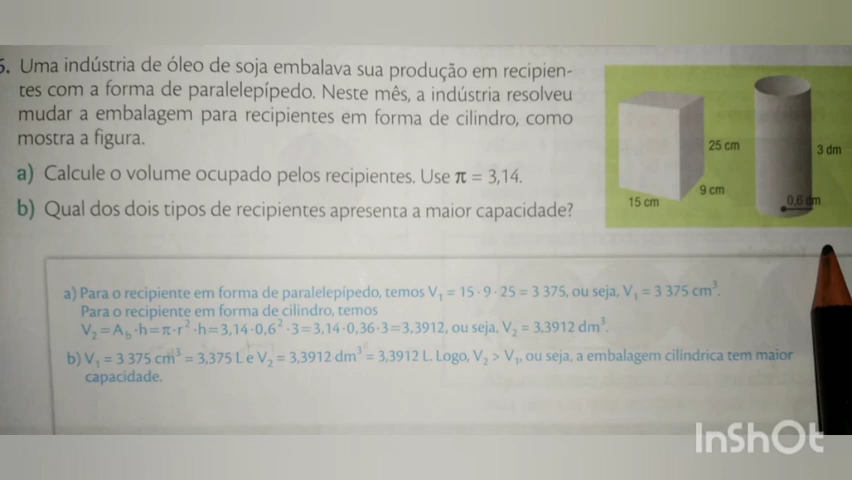 6. Uma indústria de óleo de soja embalava sua produção em recipien-
tes com a forma de paralelepípedo. Neste mês, a indústria resolveu
mudar a embalagem para recipientes em forma de cilindro, como
mostra a figura.
a) Calcule o volume ocupado pelos recipientes. Use π = 3,14.
b) Qual dos dois tipos de recipientes apresenta a maior capacidade?
25 cm
9 cm
15 cm
3 dm
0,6 dm
a) Para o recipiente em forma de paralelepípedo, temos V₁ = 15 · 9 · 25 = 3 375, ou seja, V₁ = 3 375 cm³.
Para o recipiente em forma de cilindro, temos
V₂ = A_b · h = π · r² · h = 3,14 · 0,6² · 3 = 3,14 · 0,36 · 3 = 3,3912, ou seja, V₂ = 3,3912 dm³.
b) V₁ = 3 375 cm³ = 3,375 L e V₂ = 3,3912 dm³ = 3,3912 L. Logo, V₂ > V₁, ou seja, a embalagem cilíndrica tem maior
capacidade.
InShOt